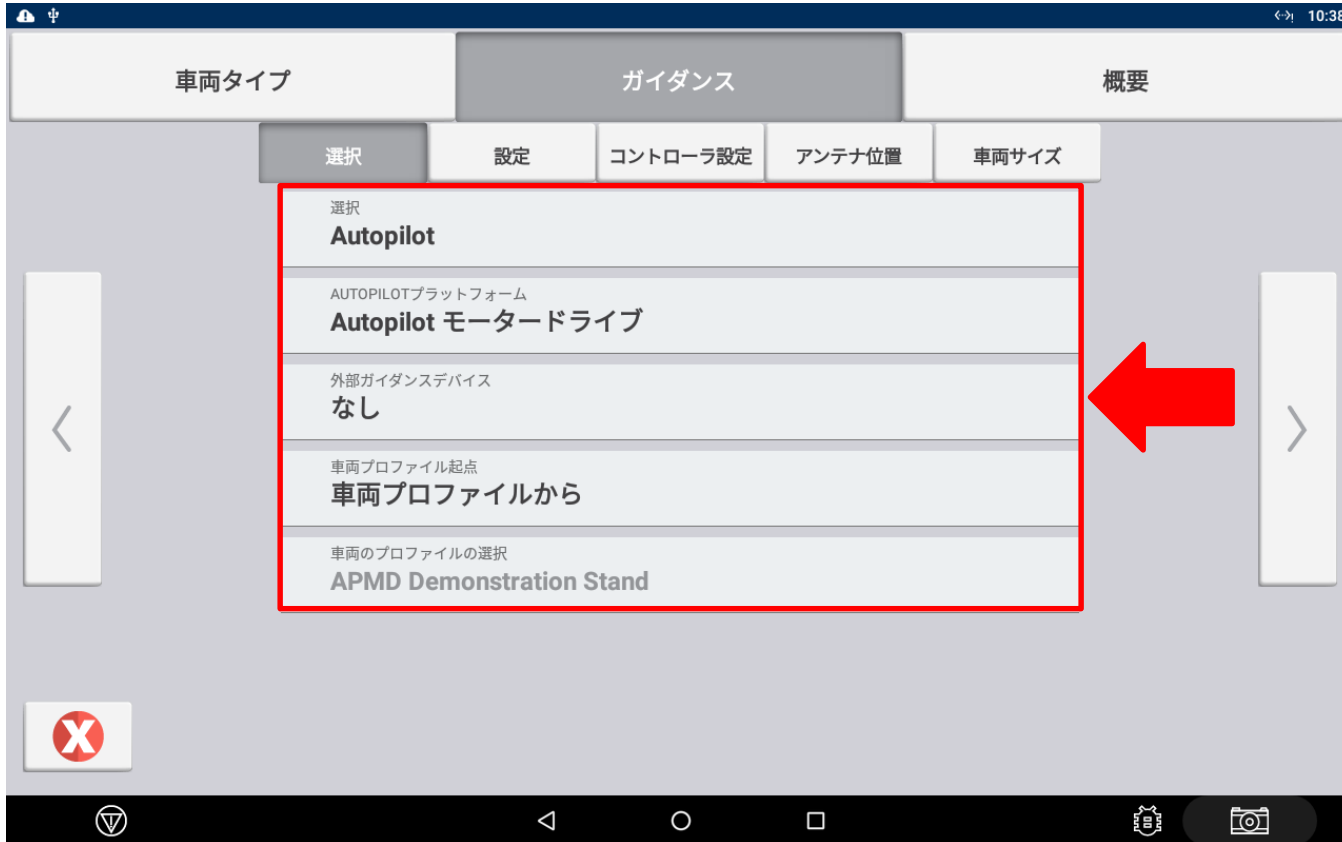 10:38
車両タイプ
ガイダンス
概要
選択
設定
コントローラ設定
アンテナ位置
車両サイズ
選択
Autopilot
AUTOPILOTプラットフォーム
Autopilot モータードライブ
外部ガイダンスデバイス
なし
車両プロファイル起点
車両プロファイルから
車両のプロファイルの選択
APMD Demonstration Stand